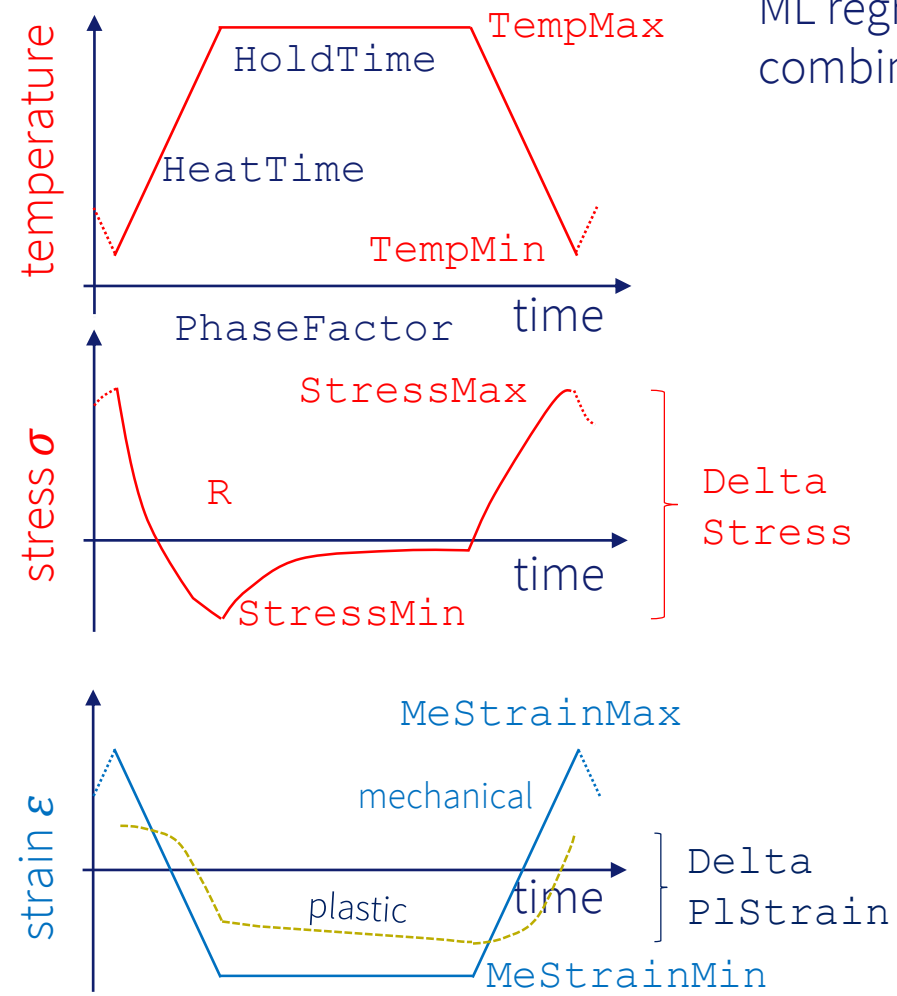 ML regr
combin
temperature
TempMax
HoldTime
HeatTime
TempMin
time
PhaseFactor
stress σ
StressMax
R
Delta
Stress
time
StressMin
strain ε
MeStrainMax
mechanical
Delta
PlStrain
time
plastic
MeStrainMin